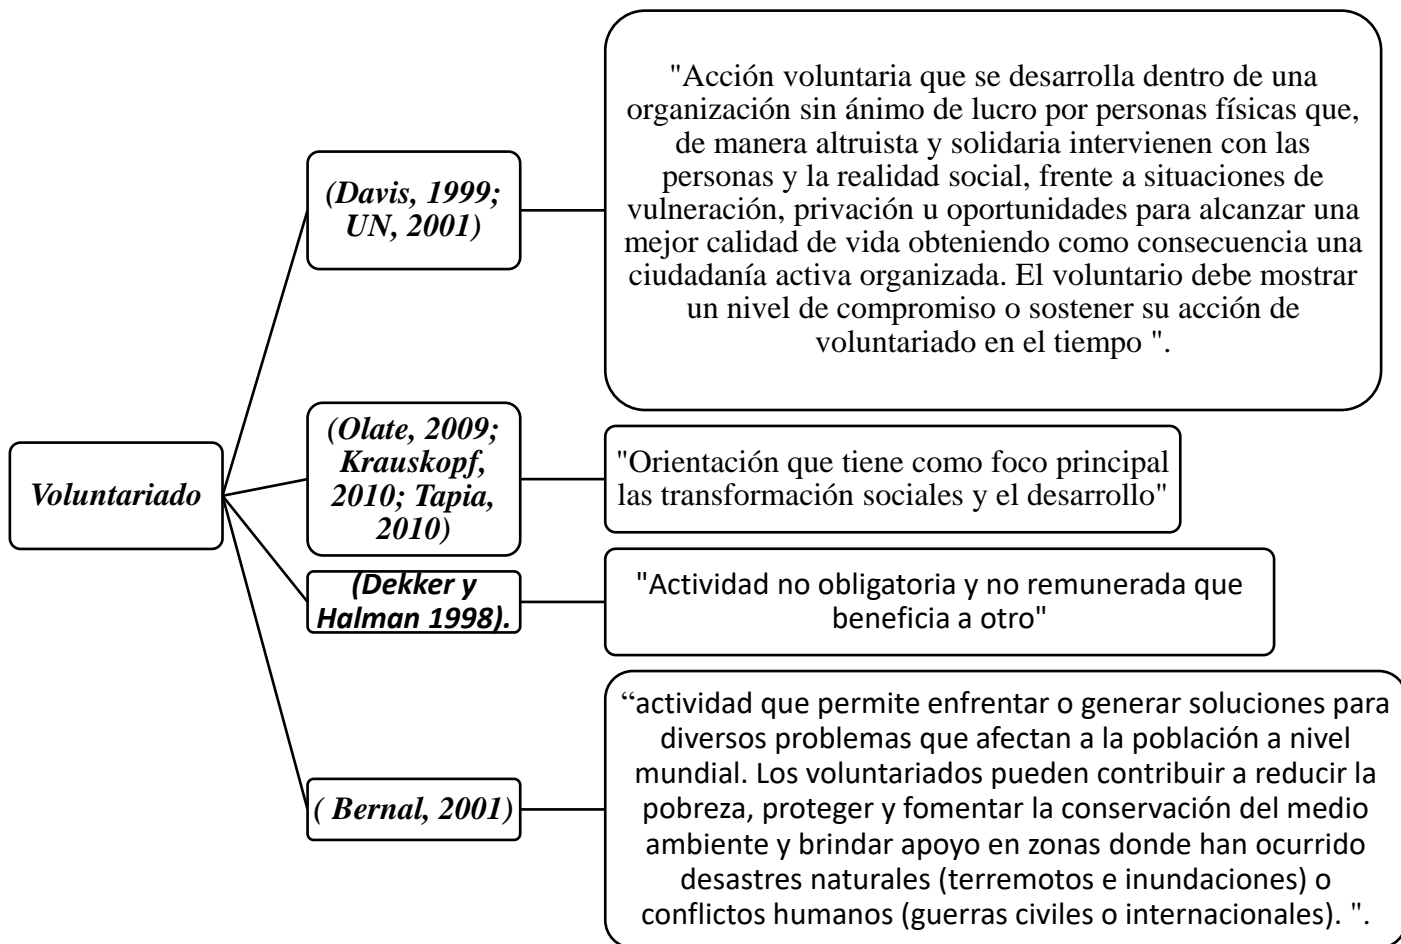 Voluntariado
(Davis, 1999;
UN, 2001)
"Acción voluntaria que se desarrolla dentro de una
organización sin ánimo de lucro por personas físicas que,
de manera altruista y solidaria intervienen con las
personas y la realidad social, frente a situaciones de
vulneración, privación u oportunidades para alcanzar una
mejor calidad de vida obteniendo como consecuencia una
ciudadanía activa organizada. El voluntario debe mostrar
un nivel de compromiso o sostener su acción de
voluntariado en el tiempo ".
(Olate, 2009;
Krauskopf,
2010; Tapia,
2010)
"Orientación que tiene como foco principal
las transformación sociales y el desarrollo"
(Dekker y
Halman 1998).
"Actividad no obligatoria y no remunerada que
beneficia a otro"
( Bernal, 2001)
“actividad que permite enfrentar o generar soluciones para
diversos problemas que afectan a la población a nivel
mundial. Los voluntariados pueden contribuir a reducir la
pobreza, proteger y fomentar la conservación del medio
ambiente y brindar apoyo en zonas donde han ocurrido
desastres naturales (terremotos e inundaciones) o
conflictos humanos (guerras civiles o internacionales). ".